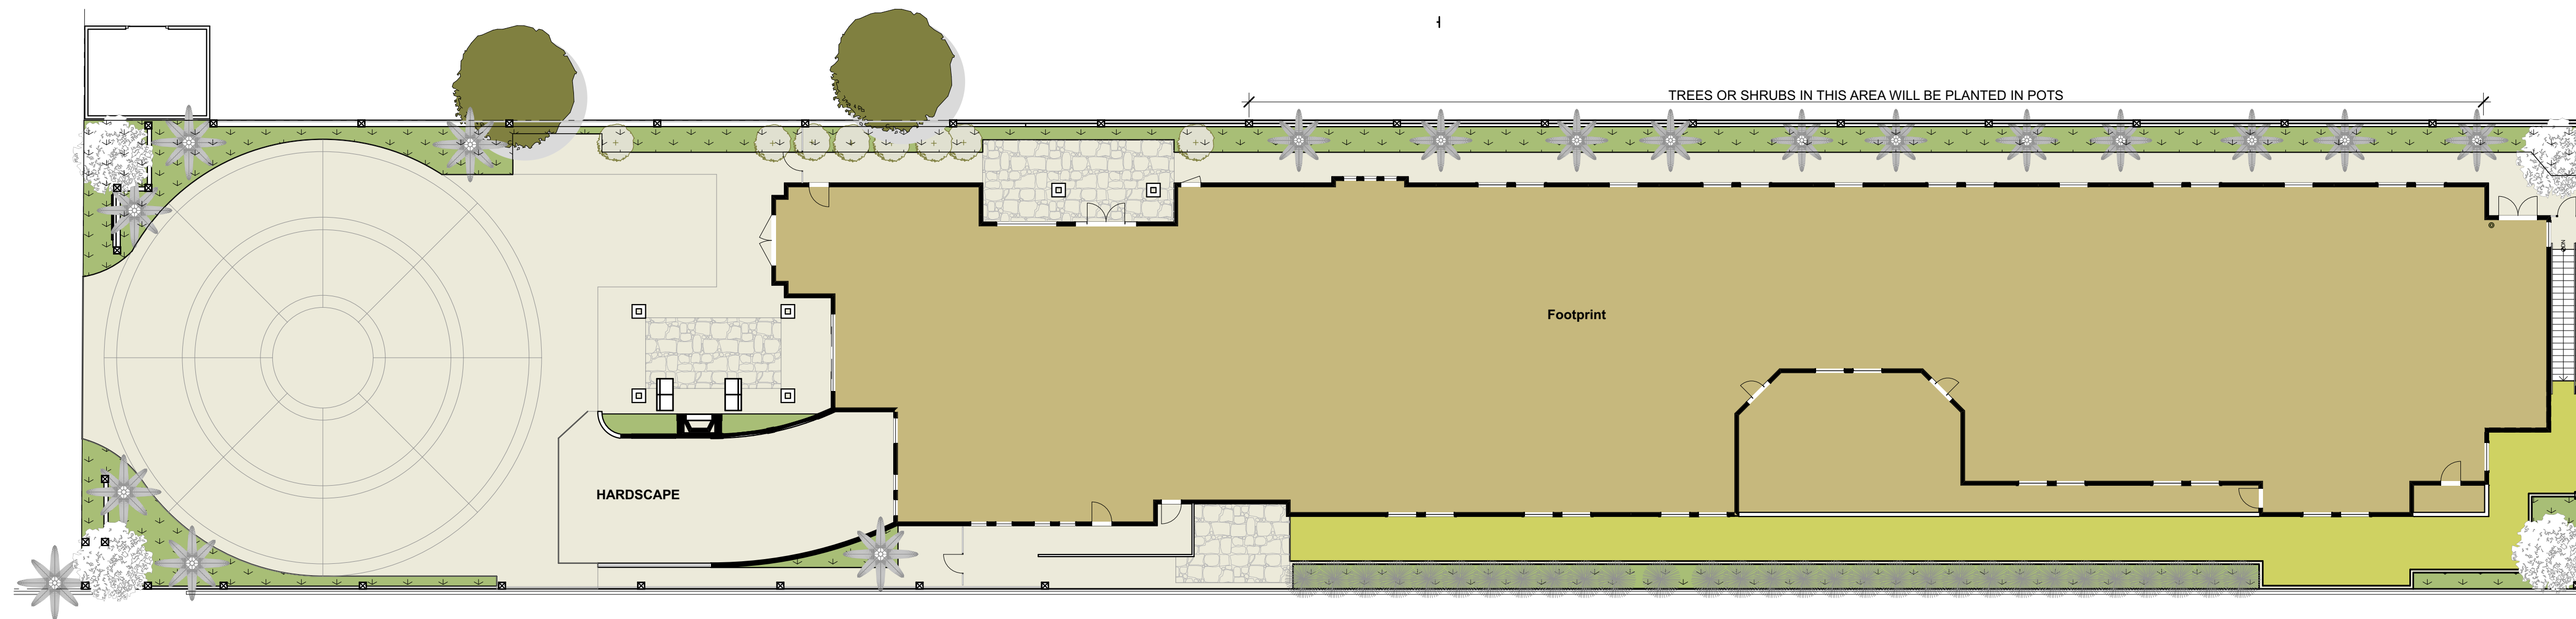 TREES OR SHRUBS IN THIS AREA WILL BE PLANTED IN POTS
Footprint
HARDSCAPE